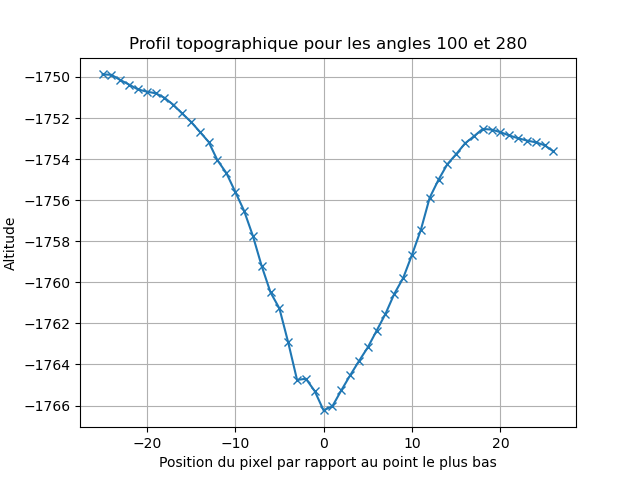 Profil topographique pour les angles 100 et 280
Altitude
−1750
−1752
−1754
−1756
−1758
−1760
−1762
−1764
−1766
−20 −10 0 10 20
Position du pixel par rapport au point le plus bas